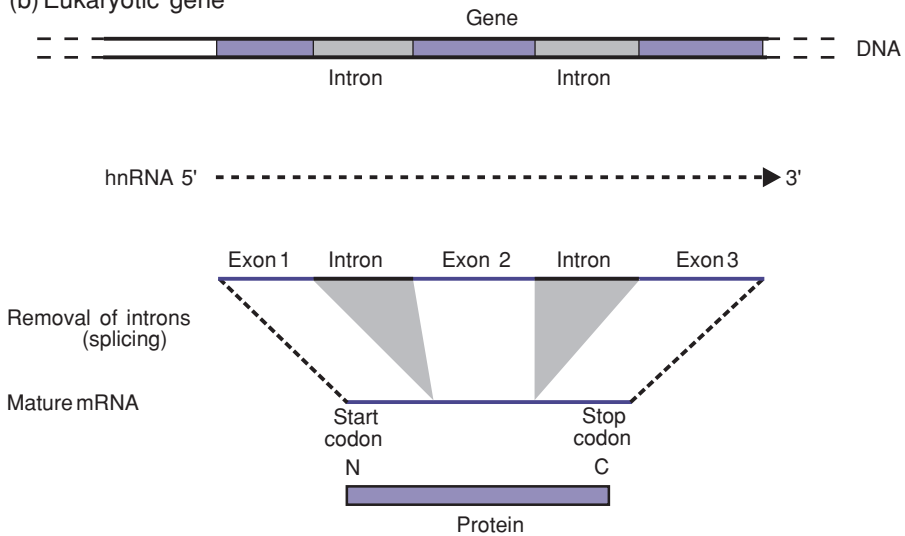 (b) Eukaryotic gene
Gene
DNA
Intron Intron
hnRNA 5' 3'
Exon 1 Intron Exon 2 Intron Exon 3
Removal of introns
(splicing)
Mature mRNA
Start
codon
Stop
codon
N C
Protein